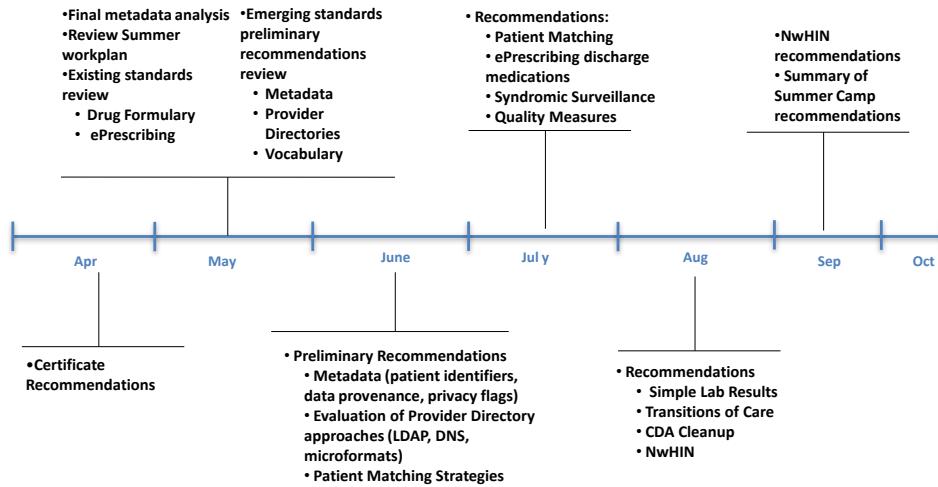 •Final metadata analysis
•Review Summer
workplan
•Existing standards
review
• Drug Formulary
• ePrescribing
•Emerging standards
preliminary
recommendations
review
• Metadata
• Provider
Directories
• Vocabulary
• Recommendations:
• Patient Matching
• ePrescribing discharge
medications
• Syndromic Surveillance
• Quality Measures
•NwHIN
recommendations
• Summary of
Summer Camp
recommendations
Apr
May
June
Jul y
Aug
Sep
Oct
•Certificate
Recommendations
• Preliminary Recommendations
• Metadata (patient identifiers,
data provenance, privacy flags)
• Evaluation of Provider Directory
approaches (LDAP, DNS,
microformats)
• Patient Matching Strategies
• Recommendations
• Simple Lab Results
• Transitions of Care
• CDA Cleanup
• NwHIN